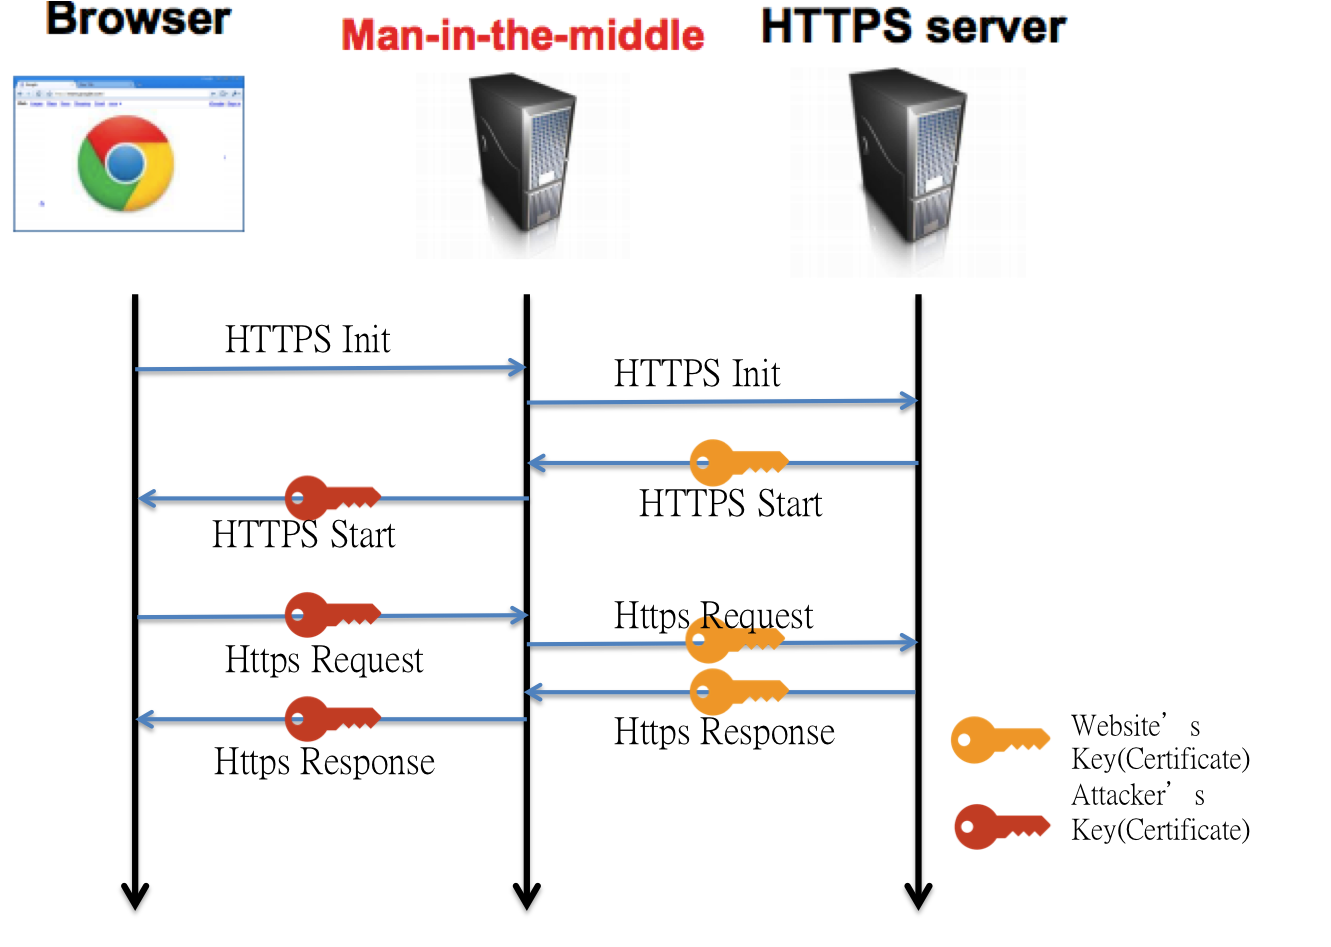 Browser
Man-in-the-middle
HTTPS server
HTTPS Init
HTTPS Init
HTTPS Start
HTTPS Start
Https Request
Https Request
Https Response
Https Response
Website’s
Key(Certificate)
Attacker’s
Key(Certificate)